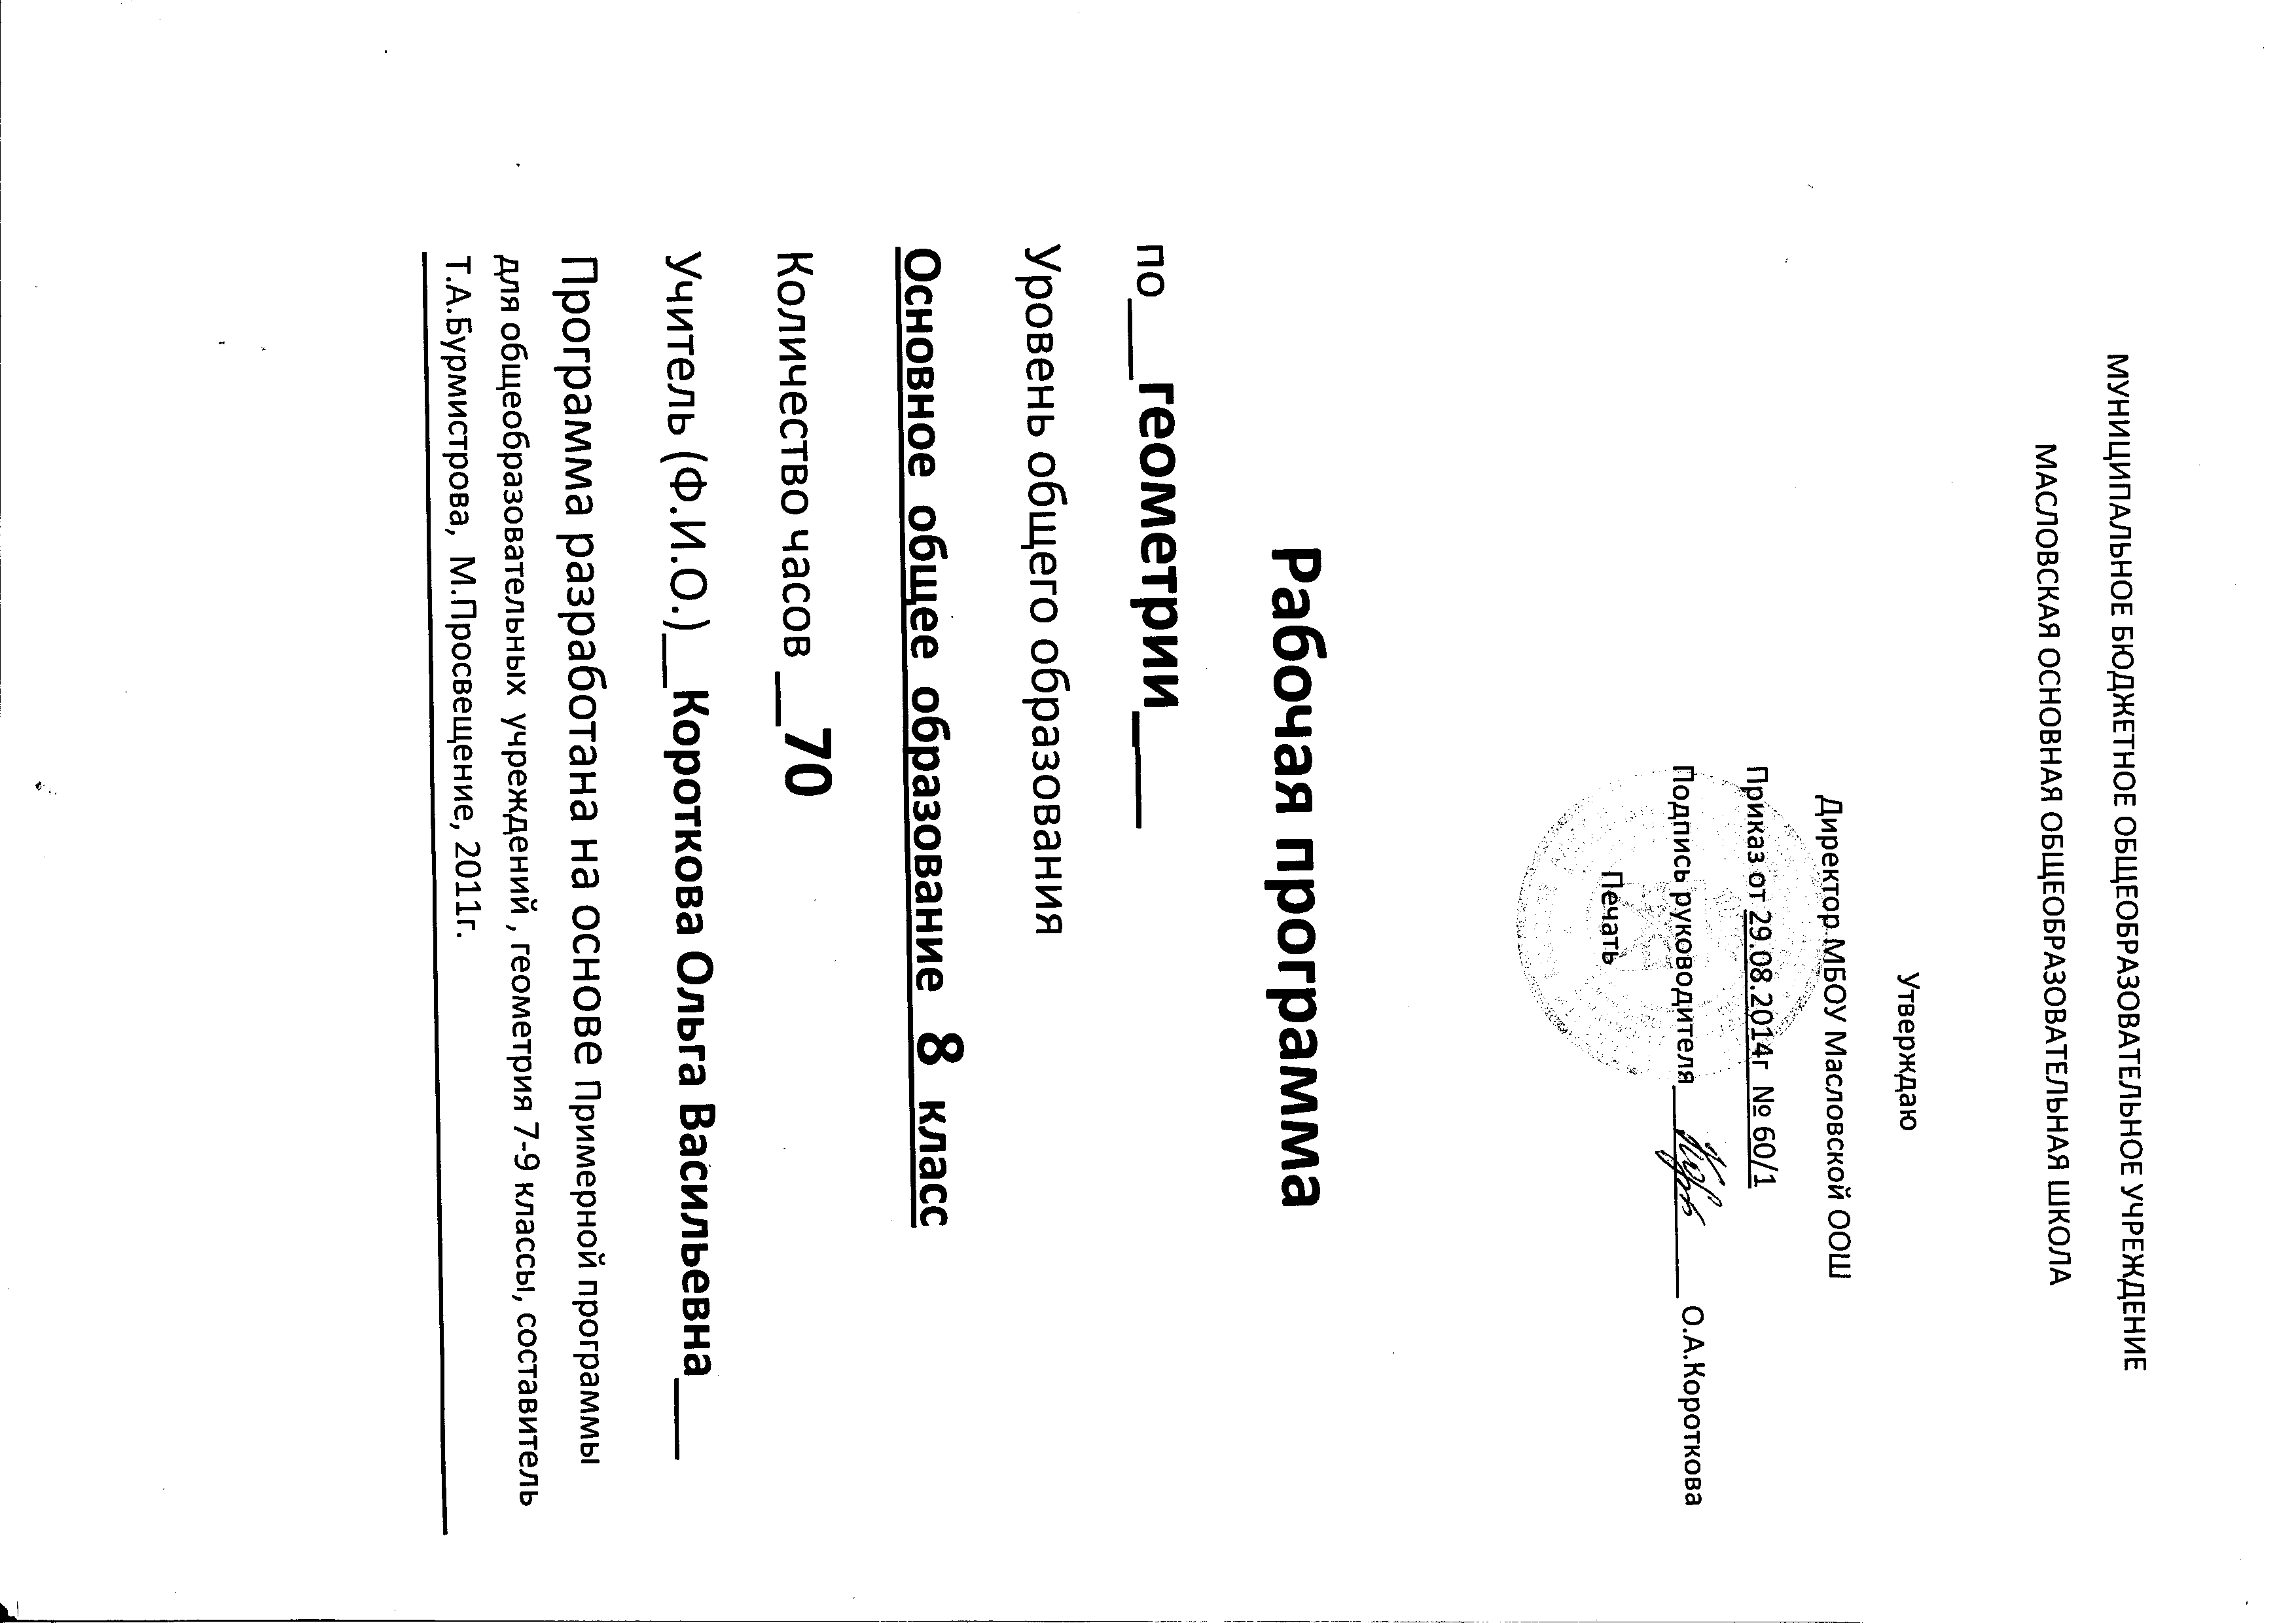 МУНИЦИПАЛЬНОЕ БЮДЖЕТНОЕ ОБЩЕОБРАЗОВАТЕЛЬНОЕ УЧРЕЖДЕНИЕ
МАСЛОВСКАЯ ОСНОВНАЯ ОБЩЕОБРАЗОВАТЕЛЬНАЯ ШКОЛА
Утверждаю
Директор МБОУ Масловской ООШ
Приказ от 29.08.2014г № 60/1
Подпись руководителя ________ О.А.Короткова
Печать
Рабочая программа
по___геометрии____
Уровень общего образования
Основное общее образование 8 класс
Количество часов __70
Учитель (Ф.И.О.)__Короткова Ольга Васильевна___
Программа разработана на основе Примерной программы
для общеобразовательных учреждений , геометрия 7-9 классы, составитель
Т.А.Бурмистрова, М.Просвещение, 2011г.